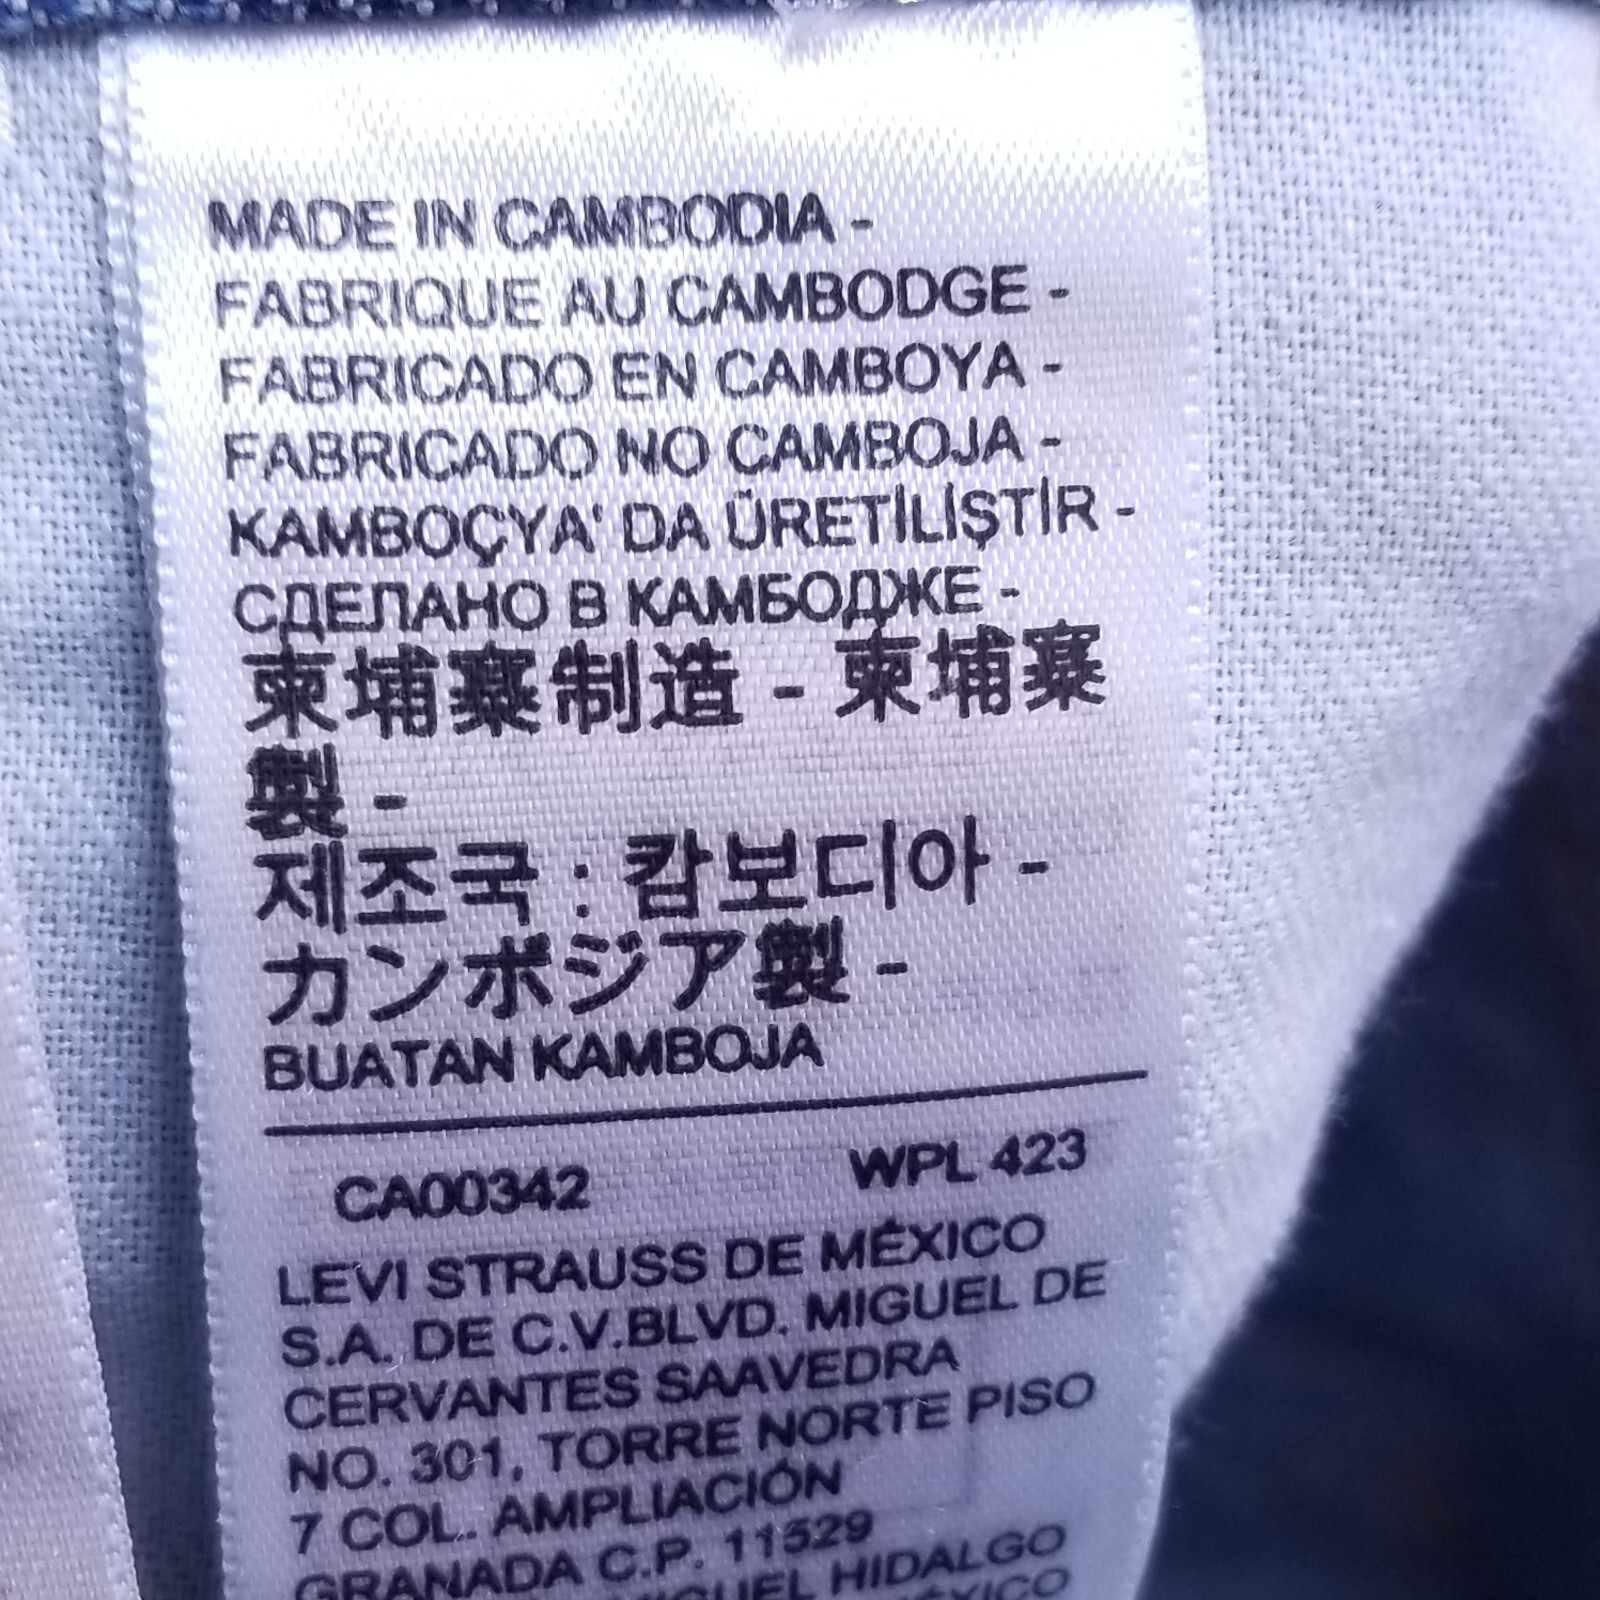 MADE IN CAMBODIA -
FABRIQUE AU CAMBODGE -
FABRICADO EN CAMBOYA -
FABRICADO NO CAMBOJA -
KAMBOÇYA' DA ÜRETİLİŞTİR -
СДЕЛАНО В КАМБОДЖЕ -
柬埔寨制造 - 柬埔寨
製 -
제조국 : 캄보디아 -
カンボジア製 -
BUATAN KAMBOJA
CA00342 WPL 423
LEVI STRAUSS DE MÉXICO
S.A. DE C.V.BLVD. MIGUEL DE
CERVANTES SAAVEDRA
NO. 301, TORRE NORTE PISO
7 COL. AMPLIACIÓN
GRANADA C.P. 11529
MIGUEL HIDALGO
MÉXICO